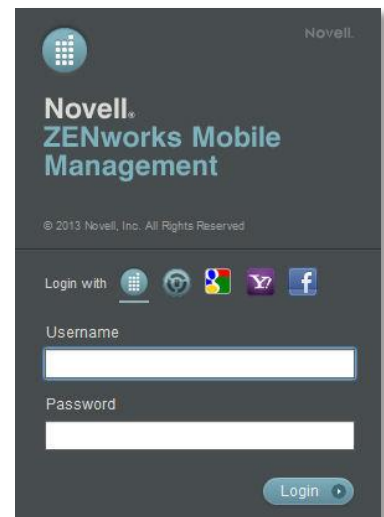 Novell.
Novell®
ZENworks Mobile
Management
© 2013 Novell, Inc. All Rights Reserved
Login with
Username
Password
Login